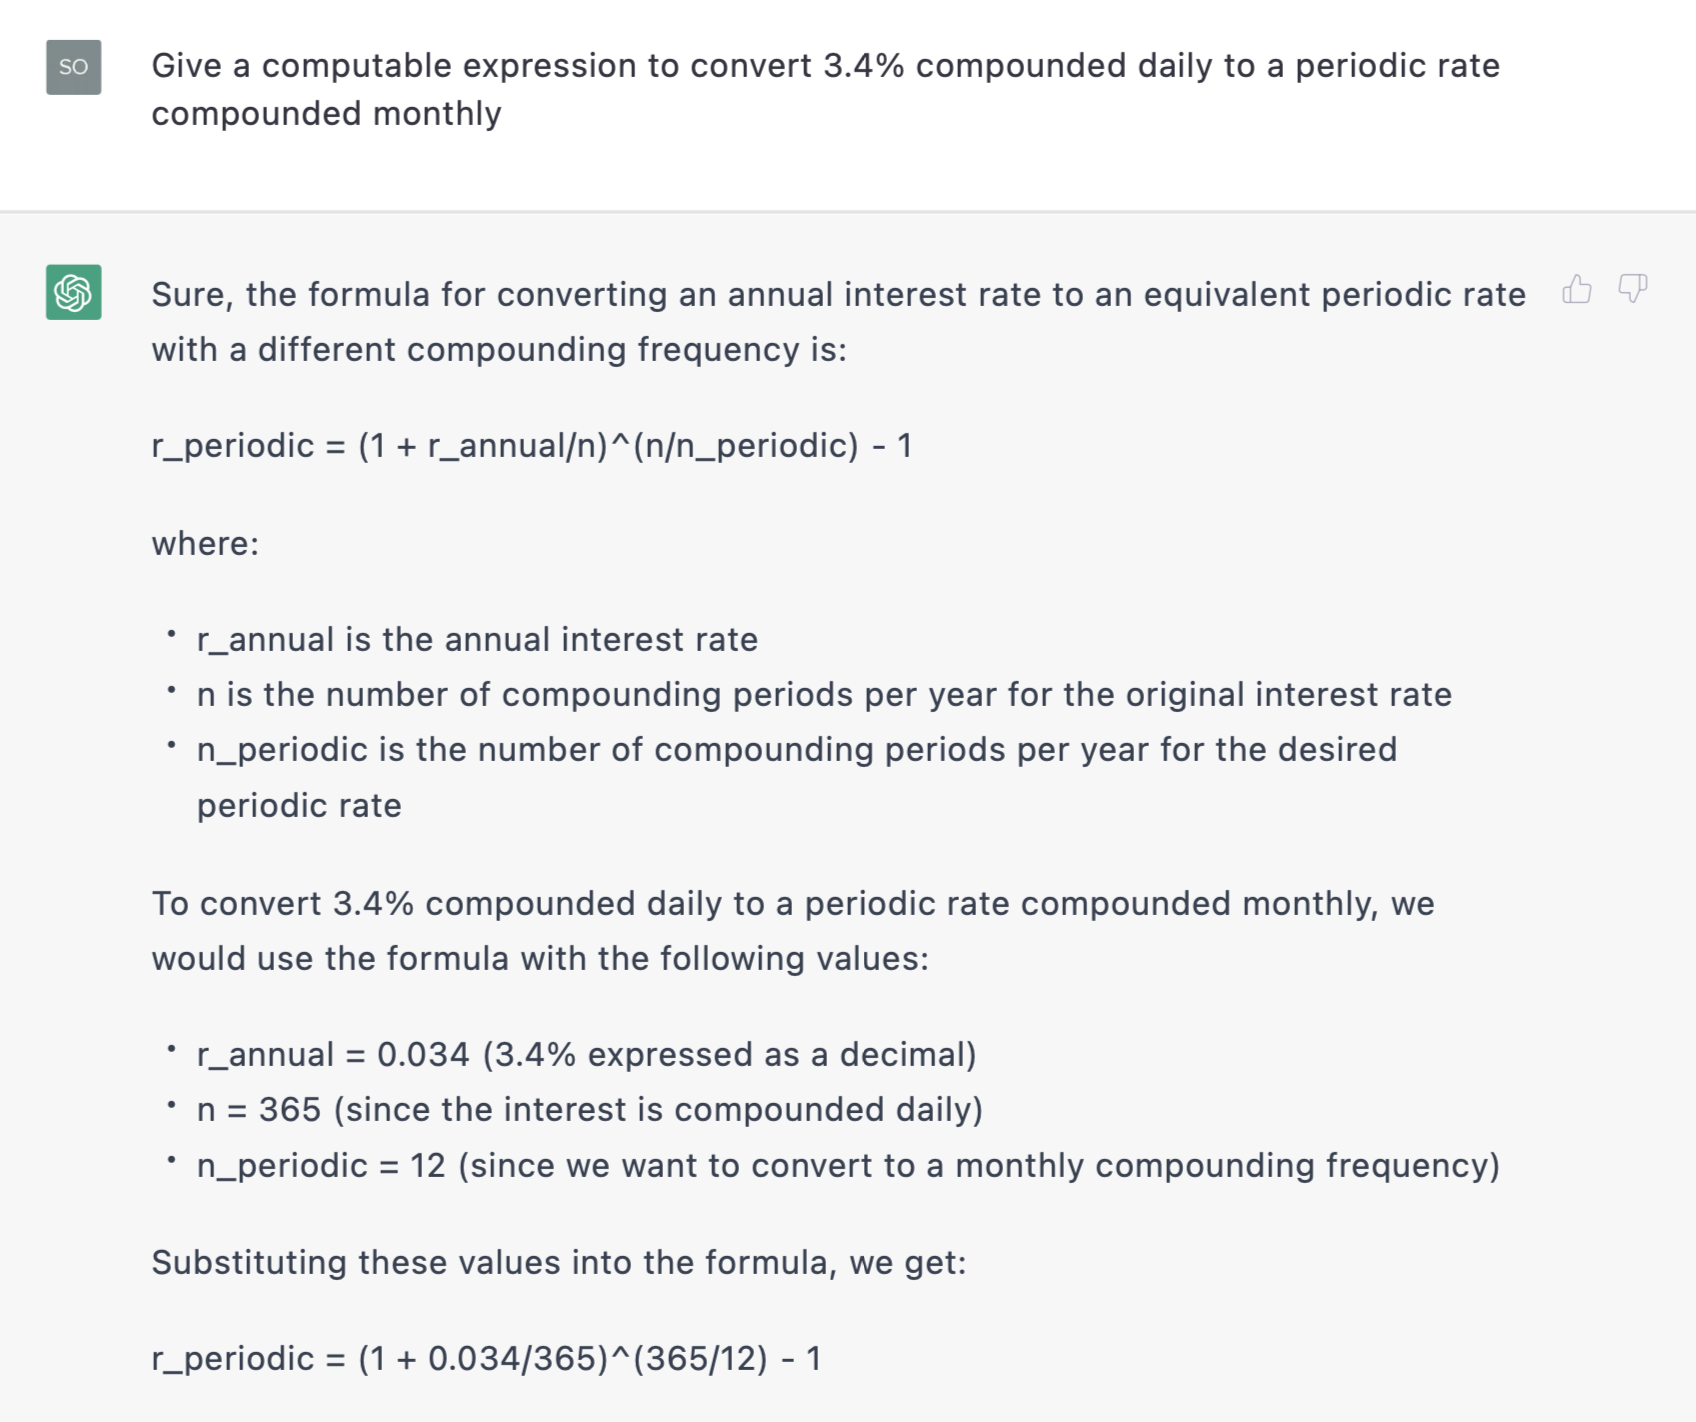 SO
Give a computable expression to convert 3.4% compounded daily to a periodic rate
compounded monthly
Sure, the formula for converting an annual interest rate to an equivalent periodic rate
with a different compounding frequency is:
r_periodic = (1 + r_annual/n)^(n/n_periodic) - 1
where:
• r_annual is the annual interest rate
• n is the number of compounding periods per year for the original interest rate
• n_periodic is the number of compounding periods per year for the desired
periodic rate
To convert 3.4% compounded daily to a periodic rate compounded monthly, we
would use the formula with the following values:
• r_annual = 0.034 (3.4% expressed as a decimal)
• n = 365 (since the interest is compounded daily)
• n_periodic = 12 (since we want to convert to a monthly compounding frequency)
Substituting these values into the formula, we get:
r_periodic = (1 + 0.034/365)^(365/12) - 1